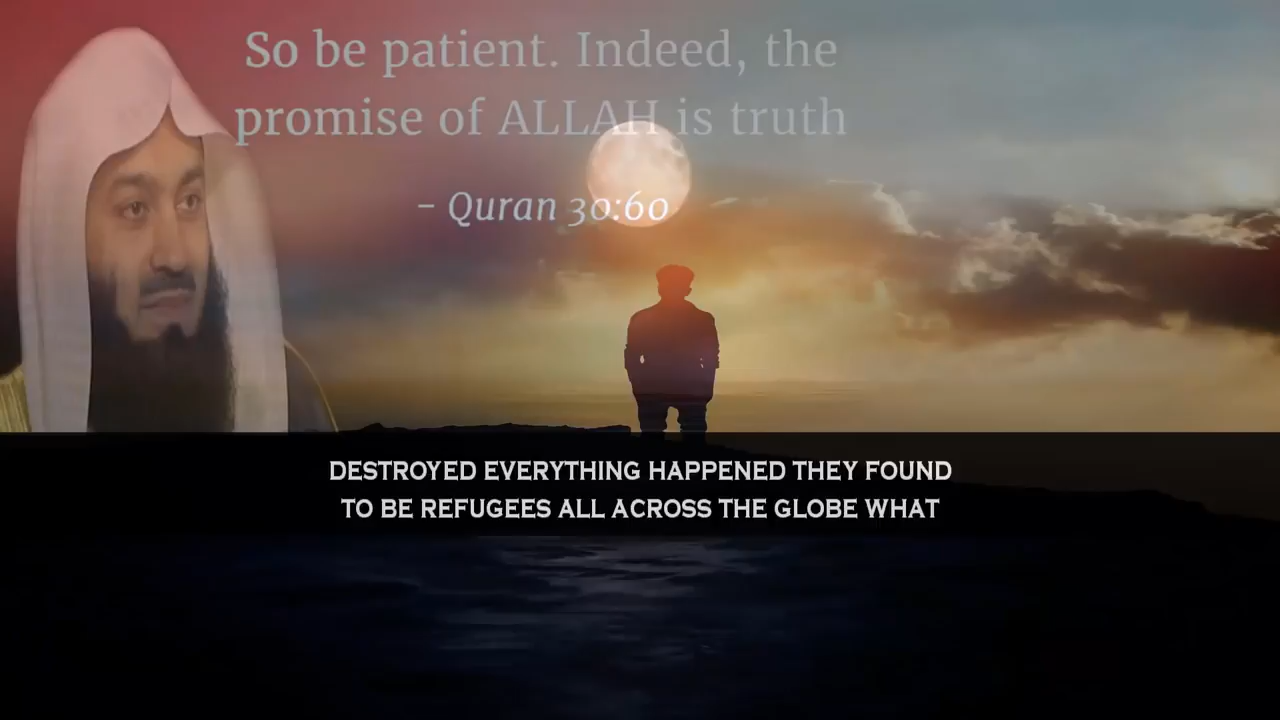 So be patient. Indeed, the
promise of ALLAH is truth
- Quran 30:60
DESTROYED EVERYTHING HAPPENED THEY FOUND
TO BE REFUGEES ALL ACROSS THE GLOBE WHAT